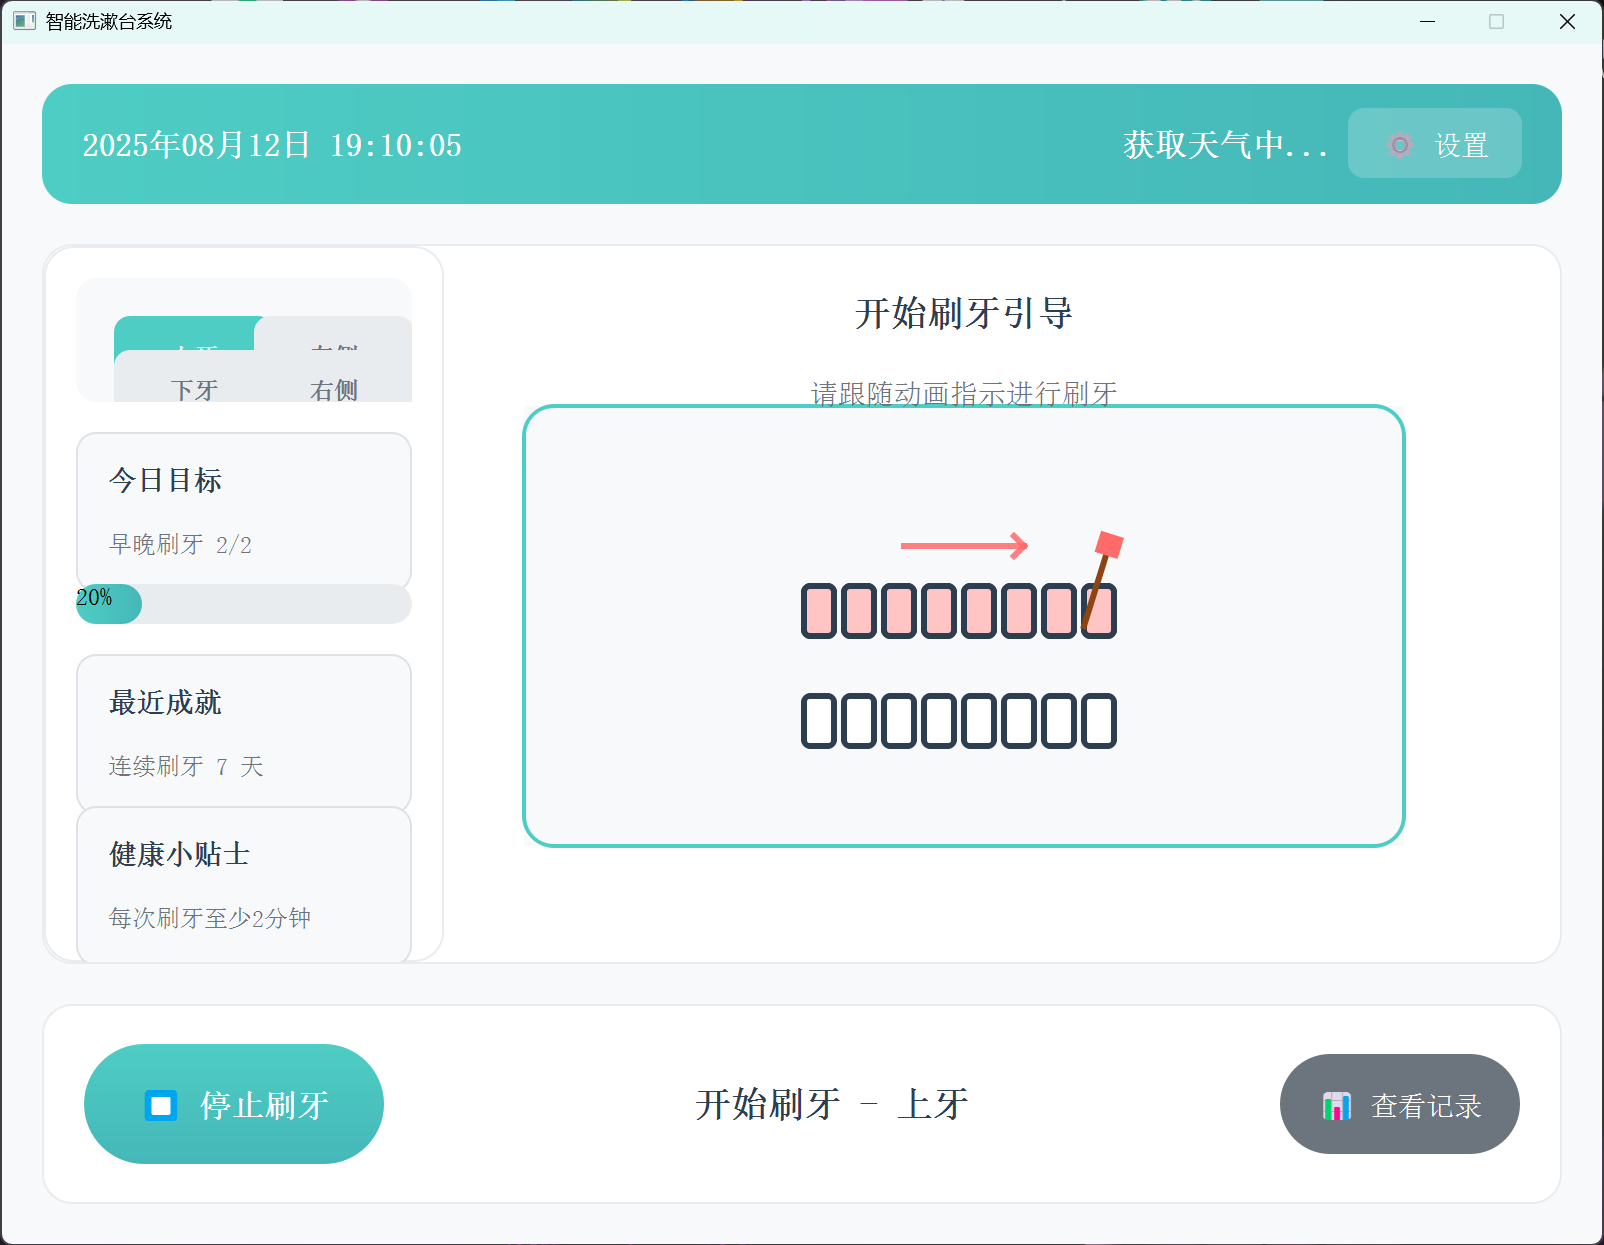 智能洗漱台系统
2025年08月12日 19:10:05
获取天气中...
设置
下牙
右侧
今日目标
早晚刷牙 2/2
20%
最近成就
连续刷牙 7 天
健康小贴士
每次刷牙至少2分钟
开始刷牙引导
请跟随动画指示进行刷牙
停止刷牙
开始刷牙 - 上牙
查看记录